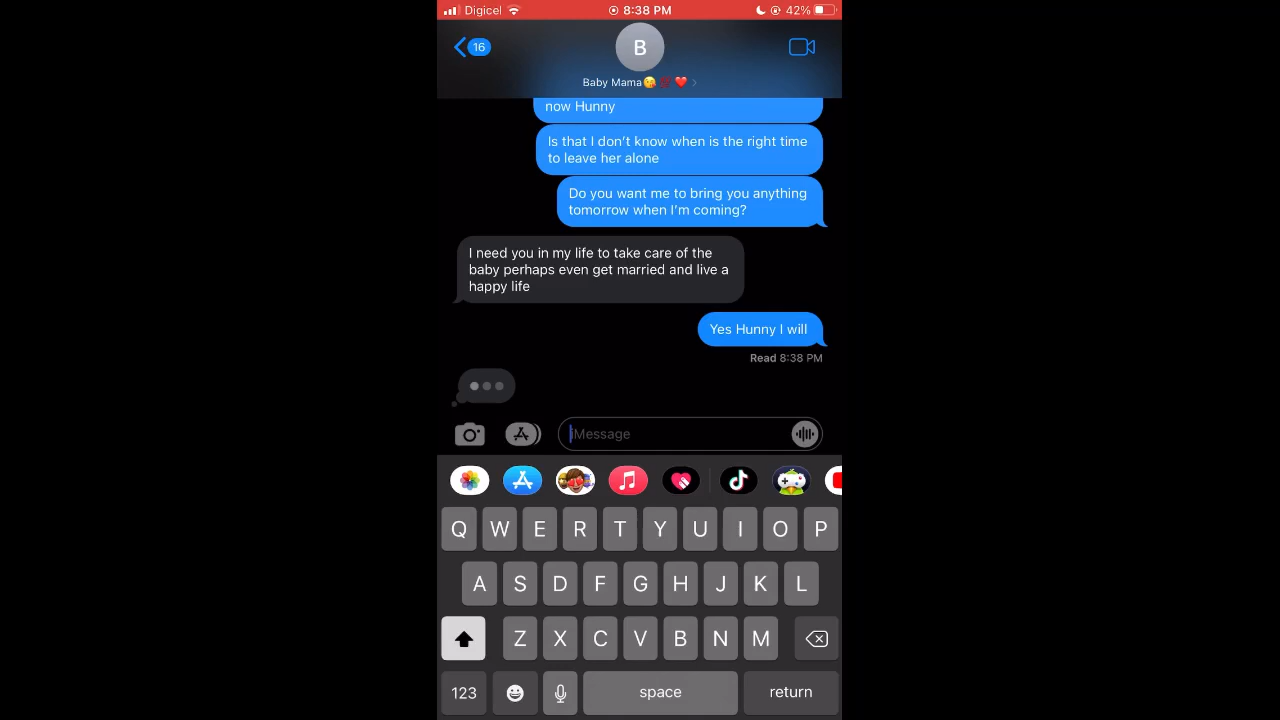 Digicel 8:38 PM 42%
16
B
Baby Mama😘💯❤️
now Hunny
Is that I don't know when is the right time
to leave her alone
Do you want me to bring you anything
tomorrow when I'm coming?
I need you in my life to take care of the
baby perhaps even get married and live a
happy life
Yes Hunny I will
Read 8:38 PM
iMessage
Q W E R T Y U I O P
A S D F G H J K L
Z X C V B N M
123 space return